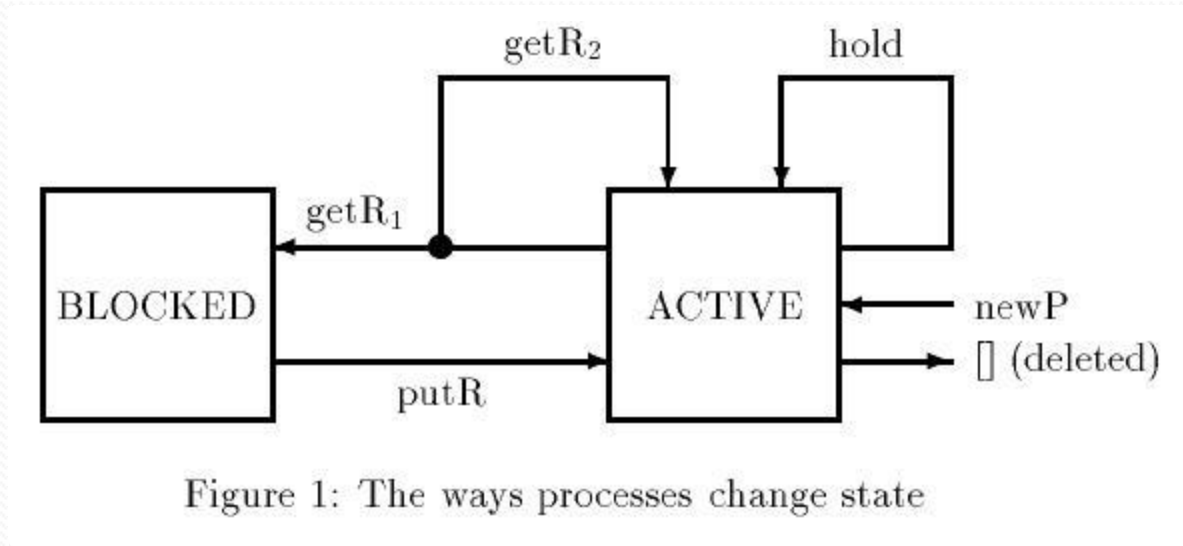 getR₂
hold
getR₁
BLOCKED
ACTIVE
newP
[] (deleted)
putR
Figure 1: The ways processes change state